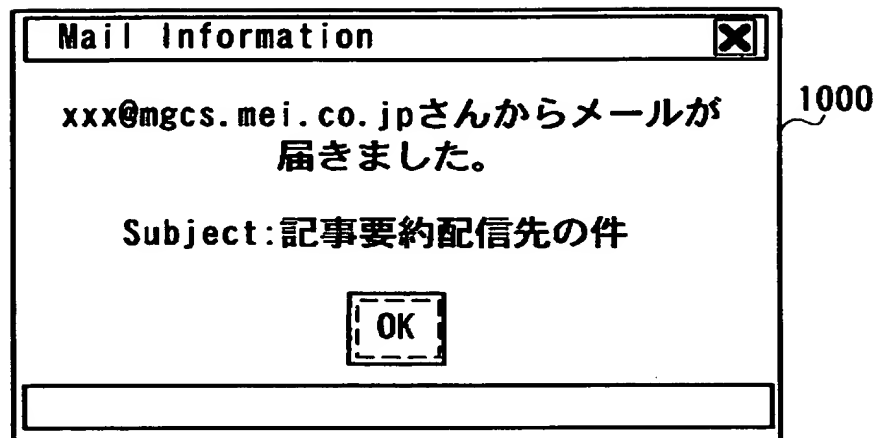 Mail Information
xxx@mgcs.mei.co.jpさんからメールが
届きました。
Subject:記事要約配信先の件
OK
1000